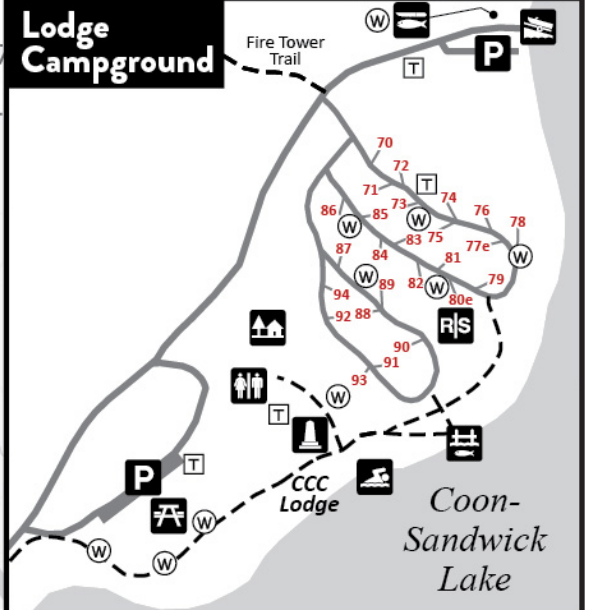 Lodge
Campground
W
Fire Tower
Trail
P
T
70
72
71
T
73
74
86
85
W
76
78
W
83
75
77e
W
87
84
81
W
82
79
94
89
W
80e
92
88
R|S
90
91
93
W
T
T
P
CCC
Lodge
W
W
W
Coon-
Sandwick
Lake